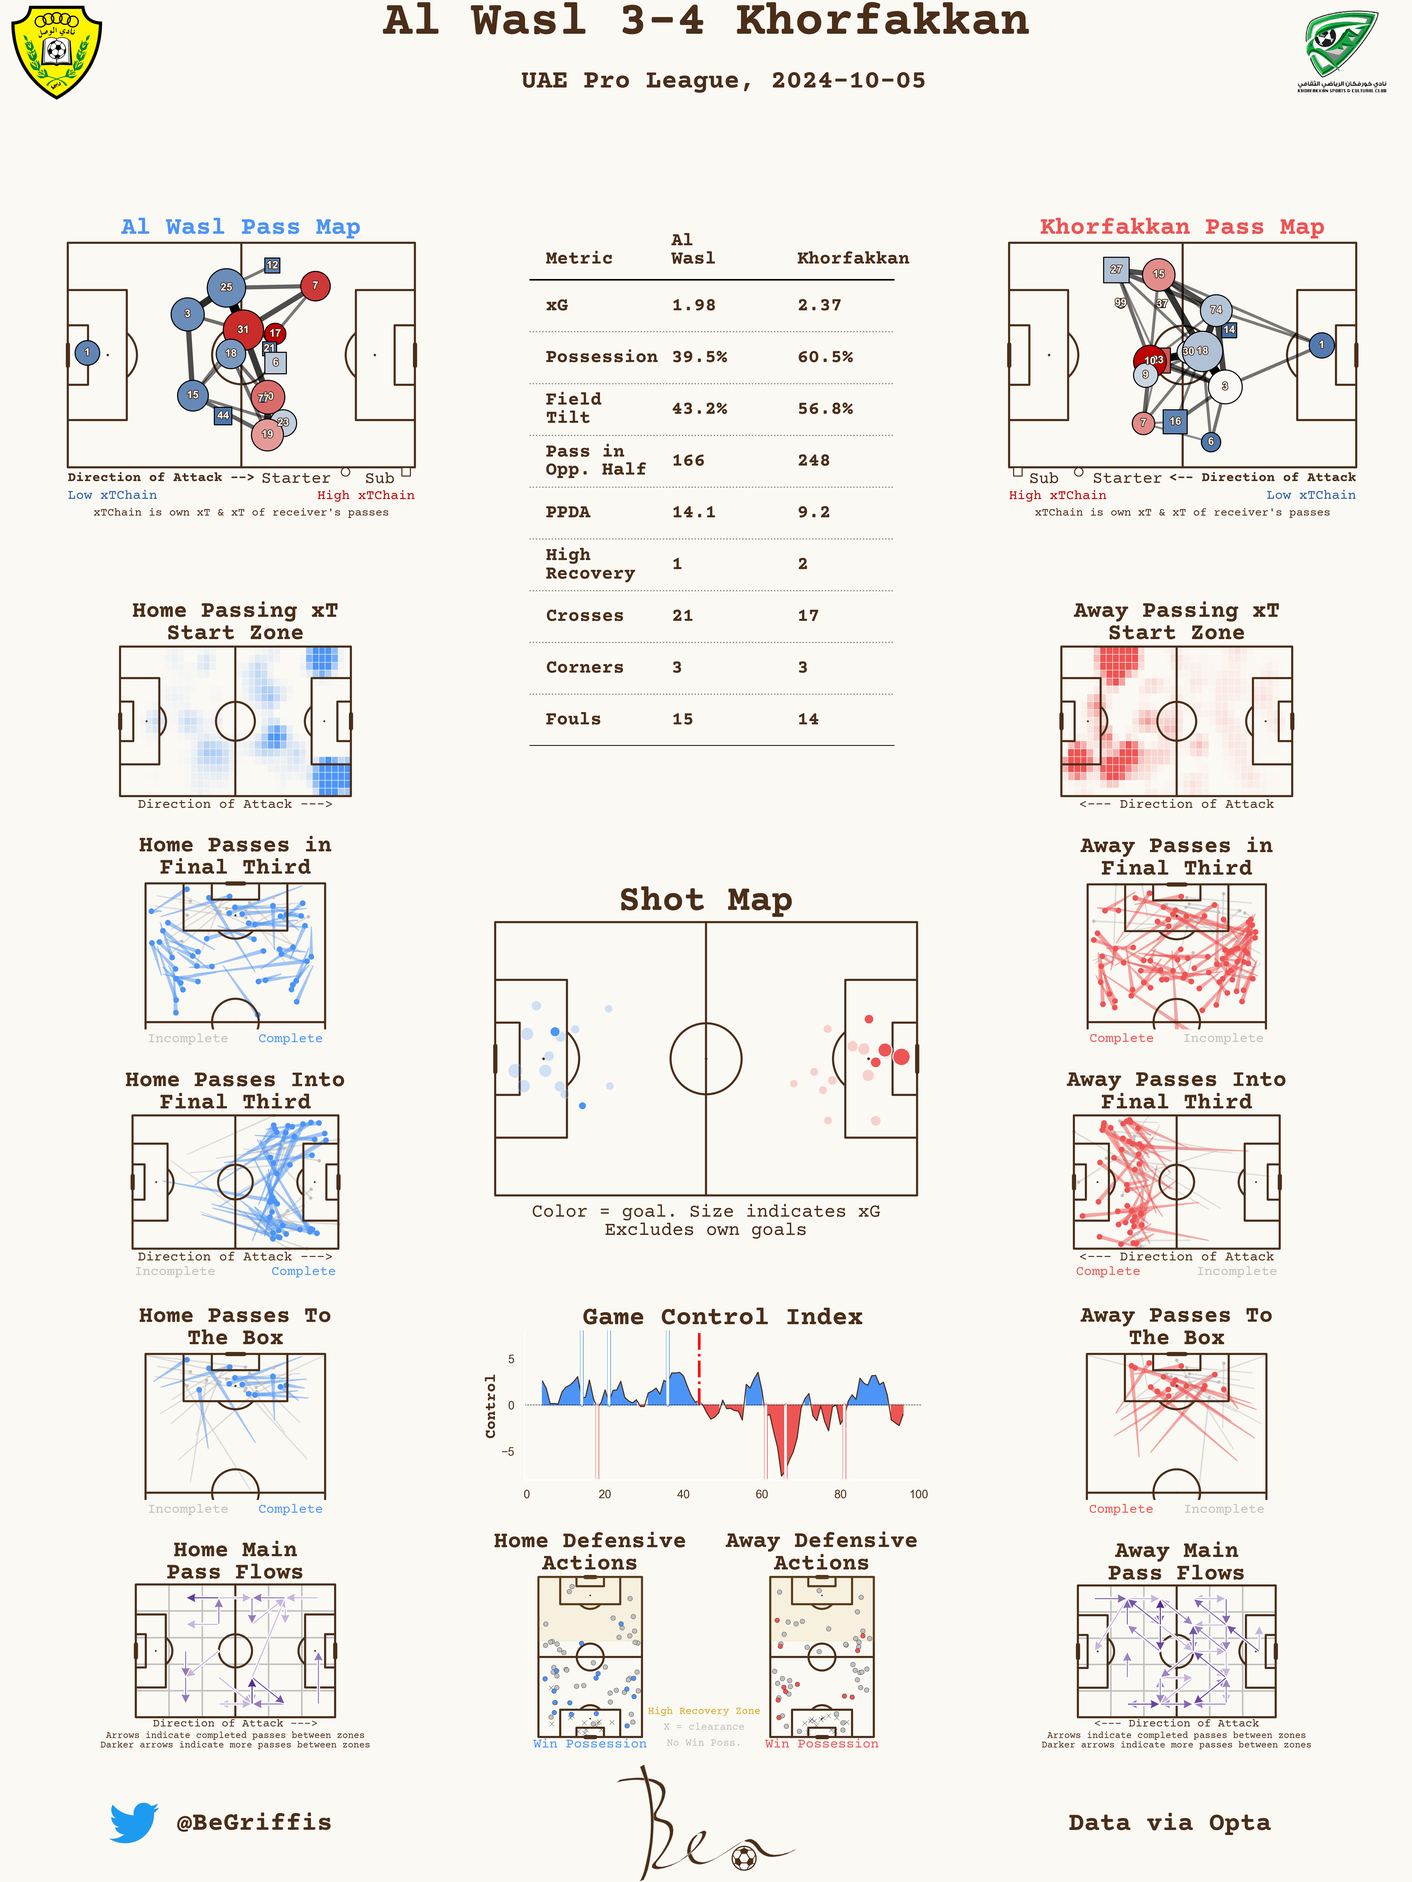 Al Wasl 3-4 Khorfakkan
UAE Pro League, 2024-10-05
نادي الوصل
دبي
نادي خورفكان الرياضي الثقافي
KHORFAKKAN SPORTS & CULTURAL CLUB
Al Wasl Pass Map
12
25
7
3
31
17
21
1
18
6
15
44
23
19
Direction of Attack --> Starter Sub
Low xTChain High xTChain
xTChain is own xT & xT of receiver's passes
Metric Al Wasl Khorfakkan
xG 1.98 2.37
Possession 39.5% 60.5%
Field Tilt 43.2% 56.8%
Pass in Opp. Half 166 248
PPDA 14.1 9.2
High Recovery 1 2
Crosses 21 17
Corners 3 3
Fouls 15 14
Khorfakkan Pass Map
27
15
99
37
74
14
1
30
18
10
9
3
7
16
6
Sub Starter <-- Direction of Attack
High xTChain Low xTChain
xTChain is own xT & xT of receiver's passes
Home Passing xT
Start Zone
Direction of Attack --->
Away Passing xT
Start Zone
<--- Direction of Attack
Home Passes in
Final Third
Incomplete Complete
Away Passes in
Final Third
Complete Incomplete
Shot Map
Color = goal. Size indicates xG
Excludes own goals
Home Passes Into
Final Third
Direction of Attack --->
Incomplete Complete
Away Passes Into
Final Third
<--- Direction of Attack
Complete Incomplete
Home Passes To
The Box
Incomplete Complete
Game Control Index
Control
5
0
−5
0 20 40 60 80 100
Away Passes To
The Box
Complete Incomplete
Home Main
Pass Flows
Direction of Attack --->
Arrows indicate completed passes between zones
Darker arrows indicate more passes between zones
Home Defensive
Actions
Win Possession
High Recovery Zone
X = clearance
No Win Poss.
Away Defensive
Actions
Win Possession
Away Main
Pass Flows
<--- Direction of Attack
Arrows indicate completed passes between zones
Darker arrows indicate more passes between zones
@BeGriffis
Ben
Data via Opta